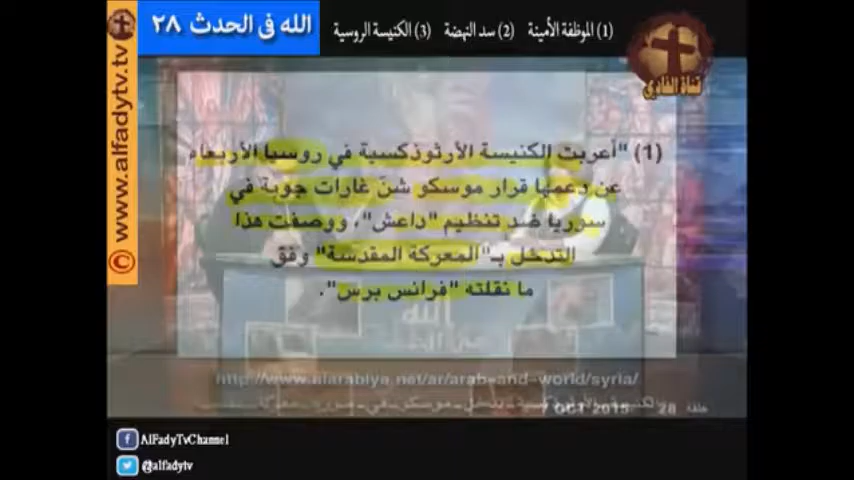 الله فى الحدث ٢٨
(1) الموظفة الأمينة (2) سد النهضة (3) الكنيسة الروسية
قناة الفادي
www.alfadytv.tv ©
(1) "أعربت الكنيسة الأرثوذكسية في روسيا الأربعاء
عن دعمها قرار موسكو شن غارات جوية في
سوريا ضد تنظيم "داعش"، ووصفت هذا
التدخل بـ"المعركة المقدسة" وفق
ما نقلته "فرانس برس".
الله
http://www.alarabiya.net/ar/arab-and-world/syria/
7 OCT 2015
حلقة 28
AlFadyTvChannel
@alfadytv